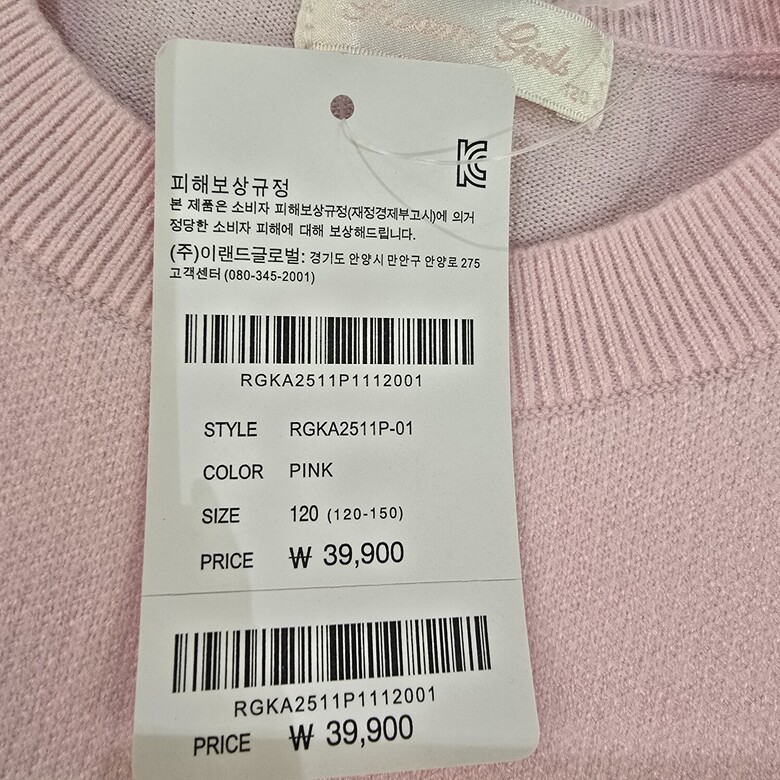 Girls
120
피해보상규정
본 제품은 소비자 피해보상규정(재정경제부고시)에 의거
정당한 소비자 피해에 대해 보상해드립니다.
(주)이랜드글로벌: 경기도 안양시 만안구 안양로 275
고객센터 (080-345-2001)
RGKA2511P1112001
STYLE RGKA2511P-01
COLOR PINK
SIZE 120 (120-150)
PRICE ₩ 39,900
RGKA2511P1112001
PRICE ₩ 39,900